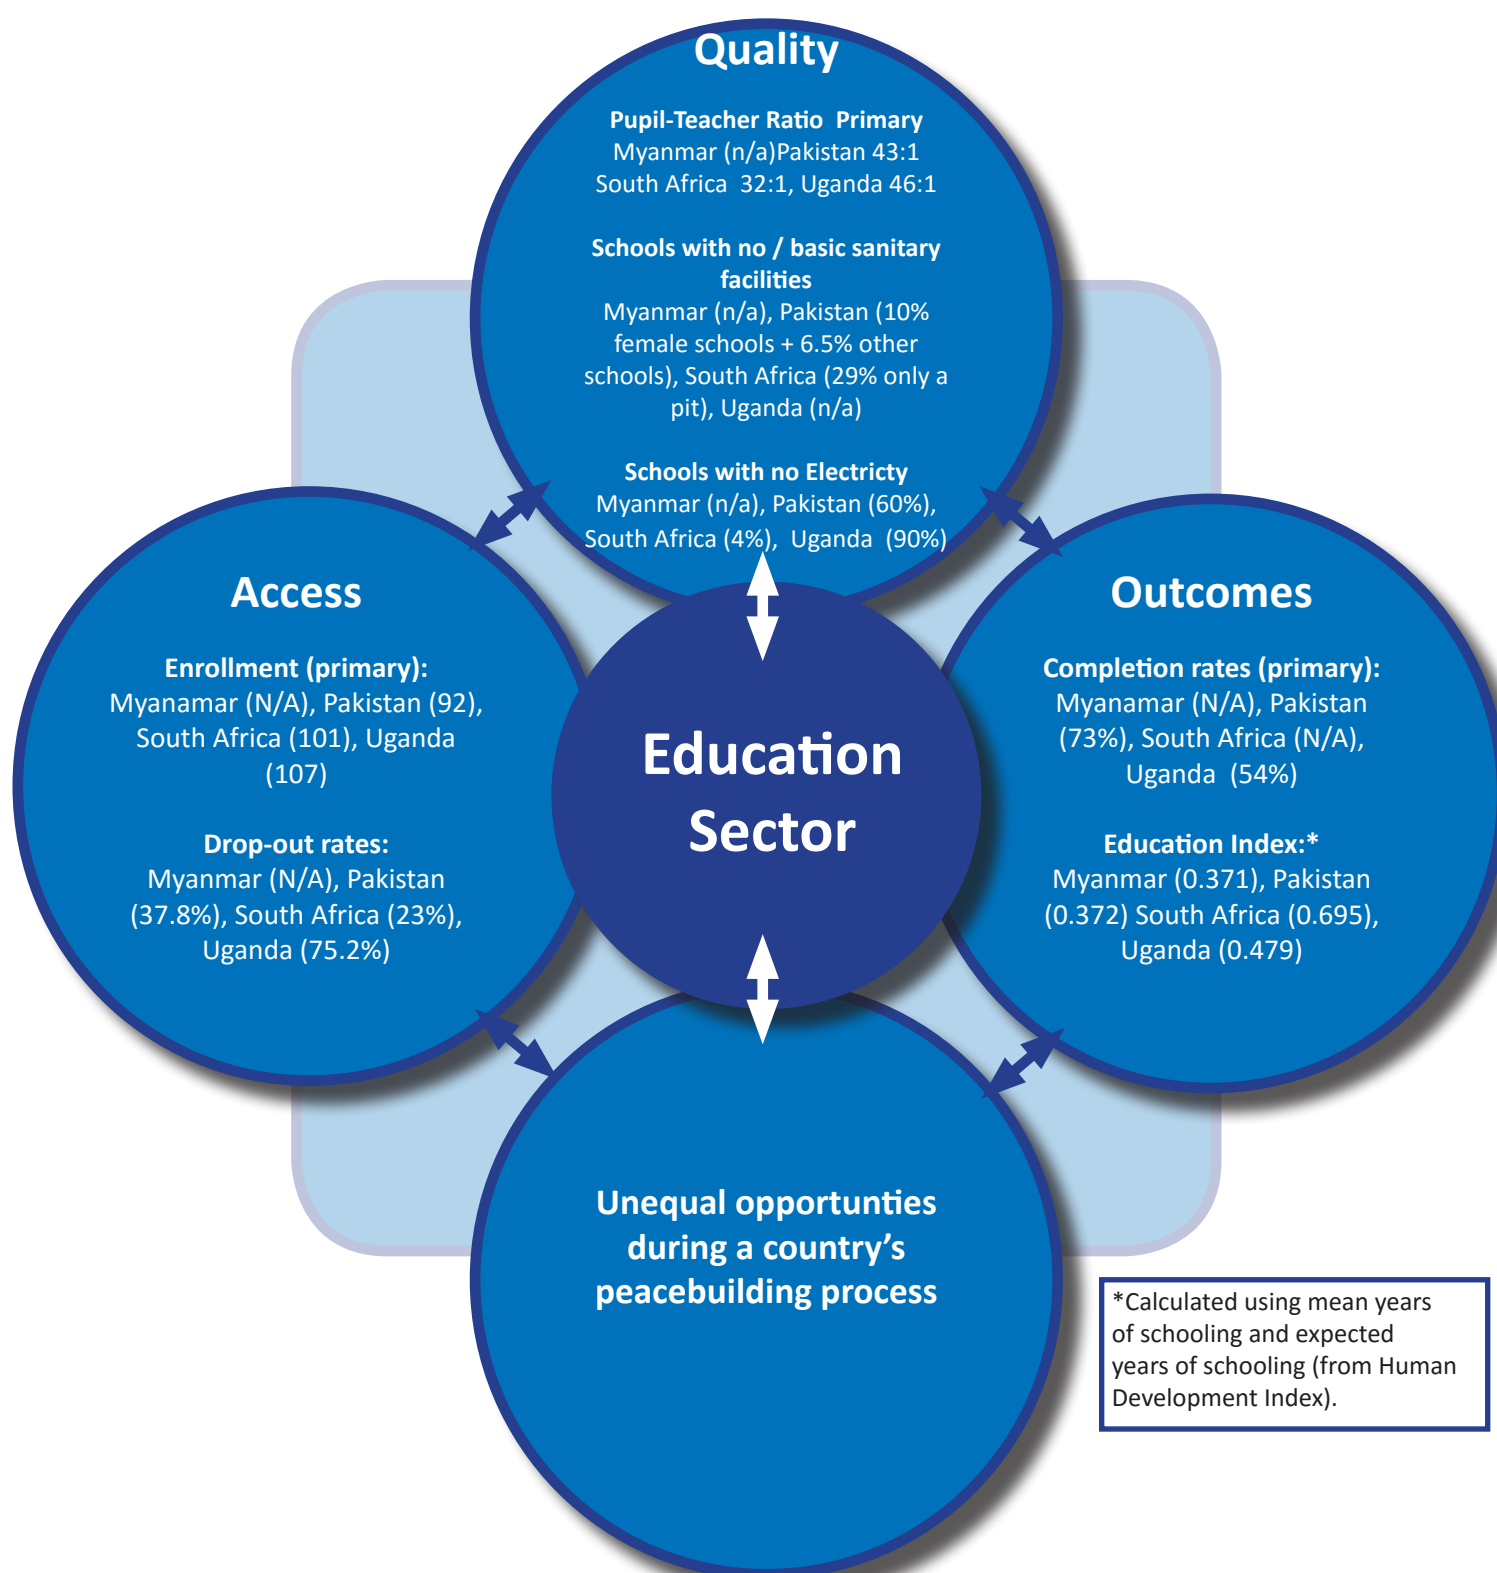 Quality
Pupil-Teacher Ratio  Primary
Myanmar (n/a)Pakistan 43:1
South Africa  32:1, Uganda 46:1
Schools with no / basic sanitary
facilities
Myanmar (n/a), Pakistan (10%
female schools + 6.5% other
schools), South Africa (29% only a
pit), Uganda (n/a)
Schools with no Electricty
Myanmar (n/a), Pakistan (60%),
South Africa (4%),  Uganda  (90%)
Access
Enrollment (primary):
Myanamar (N/A), Pakistan (92),
South Africa (101), Uganda
(107)
Drop-out rates:
Myanmar (N/A), Pakistan
(37.8%), South Africa (23%),
Uganda (75.2%)
Education
Sector
Outcomes
Completion rates (primary):
Myanamar (N/A), Pakistan
(73%), South Africa (N/A),
Uganda  (54%)
Education Index:*
Myanmar (0.371), Pakistan
(0.372) South Africa (0.695),
Uganda (0.479)
Unequal opportunties
during a country’s
peacebuilding process
*Calculated using mean years
of schooling and expected
years of schooling (from Human
Development Index).